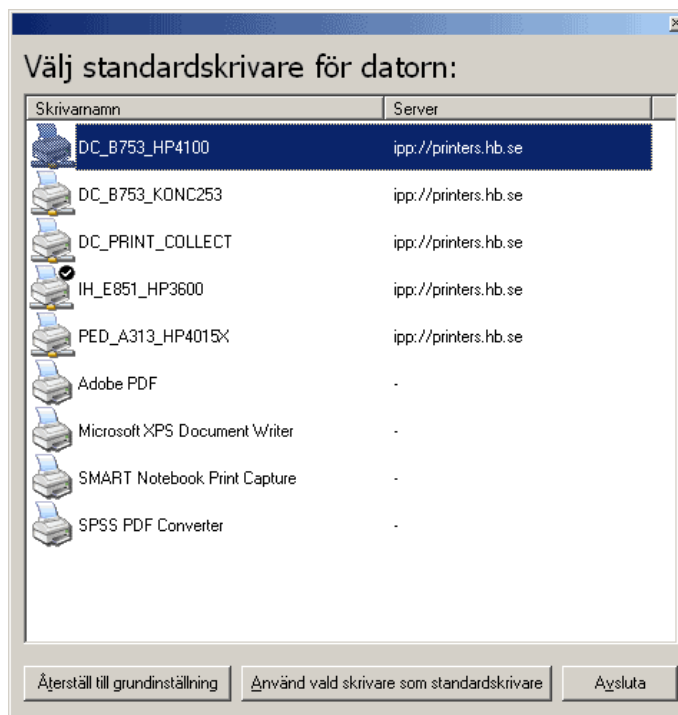 Välj standardskrivare för datorn:
Skrivarnamn Server
DC_B753_HP4100 ipp://printers.hb.se
DC_B753_KONC253 ipp://printers.hb.se
DC_PRINT_COLLECT ipp://printers.hb.se
IH_E851_HP3600 ipp://printers.hb.se
PED_A313_HP4015X ipp://printers.hb.se
Adobe PDF -
Microsoft XPS Document Writer -
SMART Notebook Print Capture -
SPSS PDF Converter -
Återställ till grundinställning Använd vald skrivare som standardskrivare Avsluta